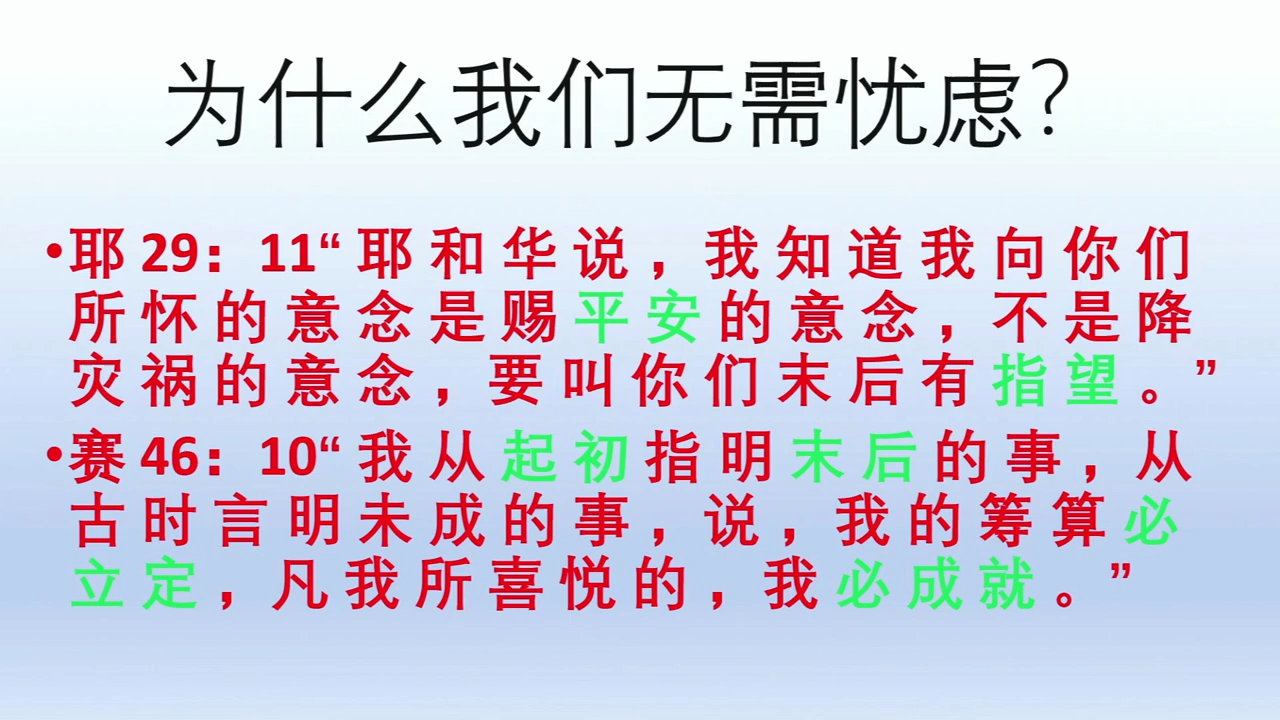 为什么我们无需忧虑?
•耶29：11“耶和华说，我知道我向你们
所怀的意念是赐平安的意念，不是降
灾祸的意念，要叫你们末后有指望。”
•赛46：10“我从起初指明末后的事，从
古时言明未成的事，说，我的筹算必
立定，凡我所喜悦的，我必成就。”